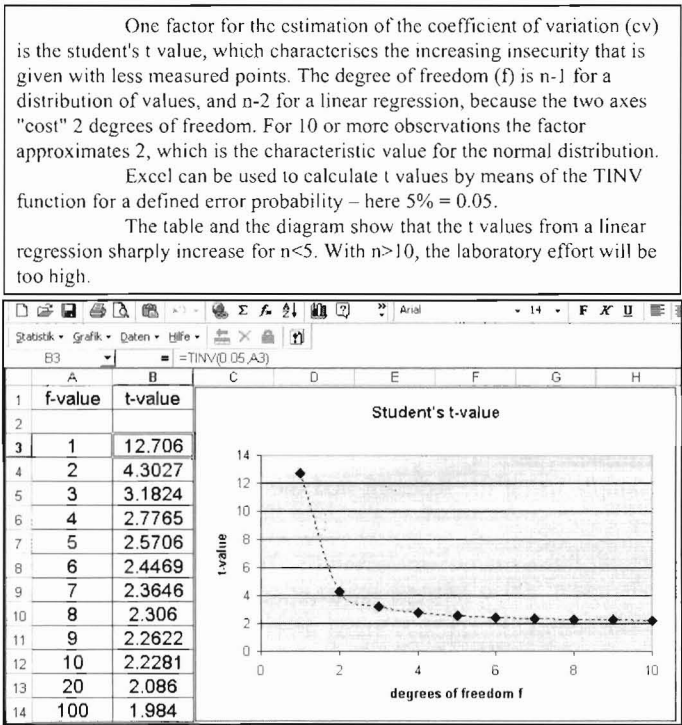 One factor for the estimation of the coefficient of variation (cv)
is the student's t value, which characterises the increasing insecurity that is
given with less measured points. The degree of freedom (f) is n-1 for a
distribution of values, and n-2 for a linear regression, because the two axes
"cost" 2 degrees of freedom. For 10 or more observations the factor
approximates 2, which is the characteristic value for the normal distribution.
Excel can be used to calculate t values by means of the TINV
function for a defined error probability – here 5% = 0.05.
The table and the diagram show that the t values from a linear
regression sharply increase for n<5. With n>10, the laboratory effort will be
too high.
Arial 14 F K U
Statistik Grafik Daten Hilfe
B3 = =TINV(0.05,A3)
A B C D E F G H
1 f-value t-value
2
3 1 12.706
4 2 4.3027
5 3 3.1824
6 4 2.7765
7 5 2.5706
8 6 2.4469
9 7 2.3646
10 8 2.306
11 9 2.2622
12 10 2.2281
13 20 2.086
14 100 1.984
Student's t-value
t-value
14
12
10
8
6
4
2
0
0 2 4 6 8 10
degrees of freedom f